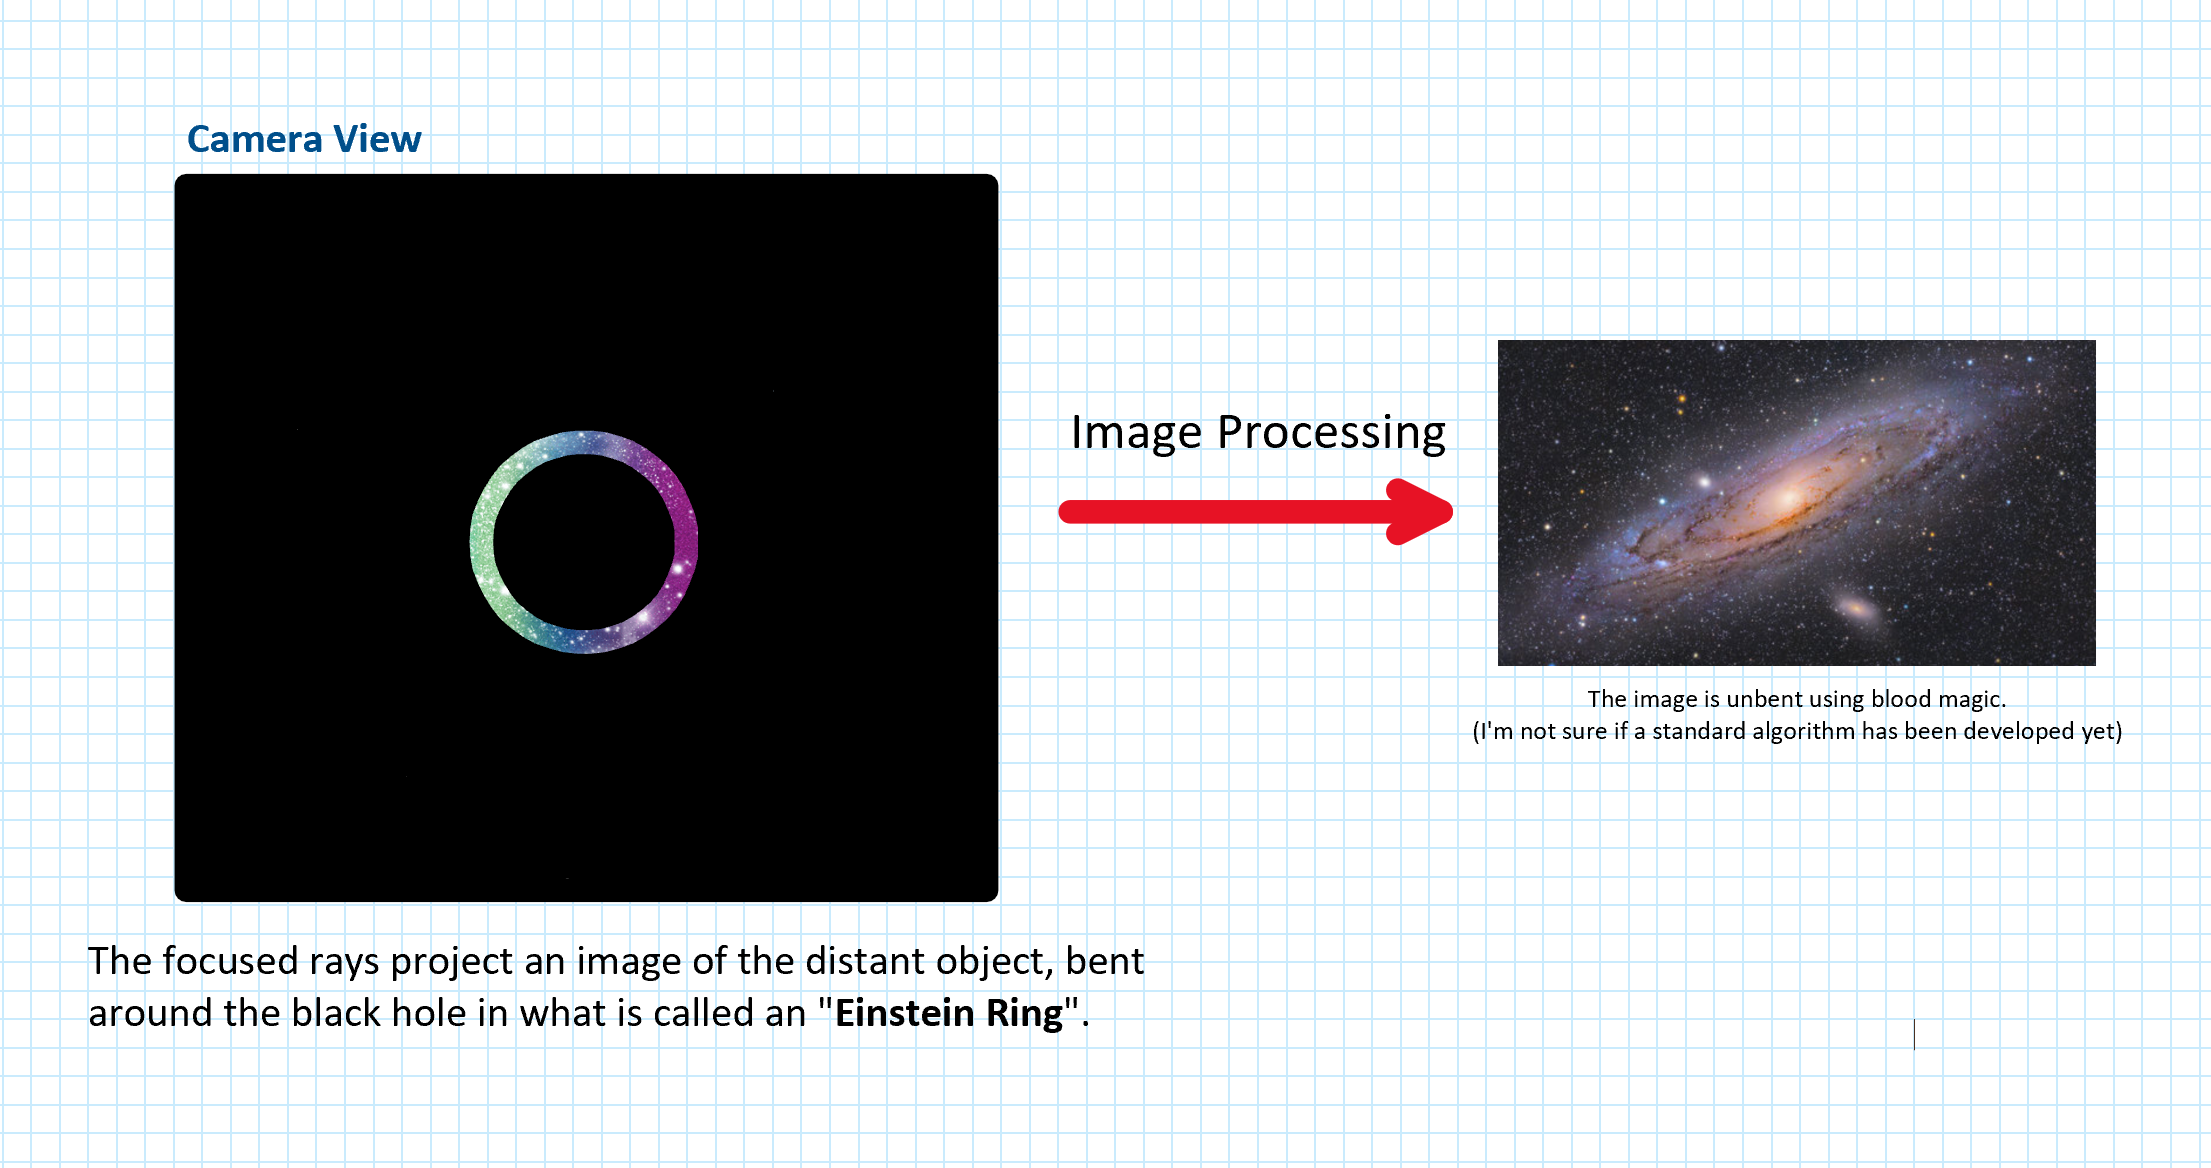 Camera View
Image Processing
The image is unbent using blood magic.
(I'm not sure if a standard algorithm has been developed yet)
The focused rays project an image of the distant object, bent
around the black hole in what is called an "Einstein Ring".